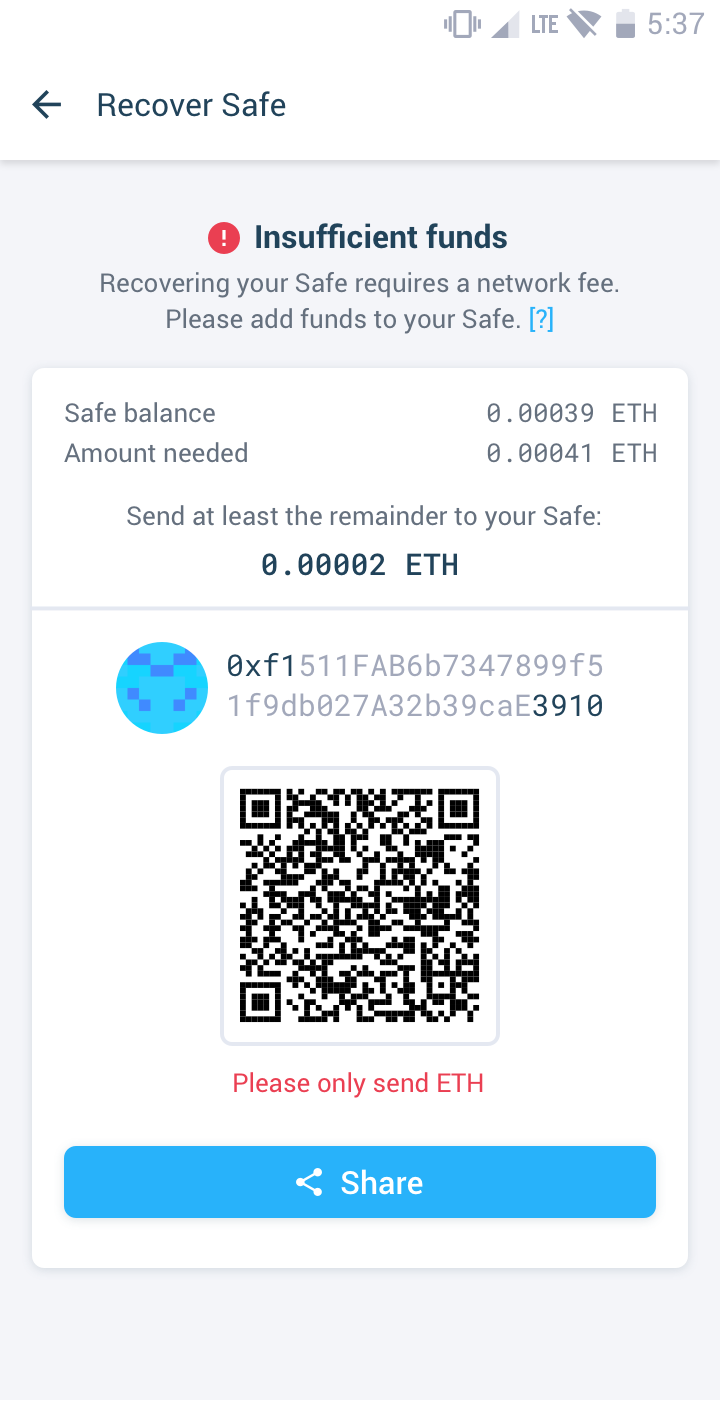 LTE 5:37
Recover Safe
Insufficient funds
Recovering your Safe requires a network fee.
Please add funds to your Safe. [?]
Safe balance 0.00039 ETH
Amount needed 0.00041 ETH
Send at least the remainder to your Safe:
0.00002 ETH
0xf1511FAB6b7347899f5
1f9db027A32b39caE3910
Please only send ETH
Share